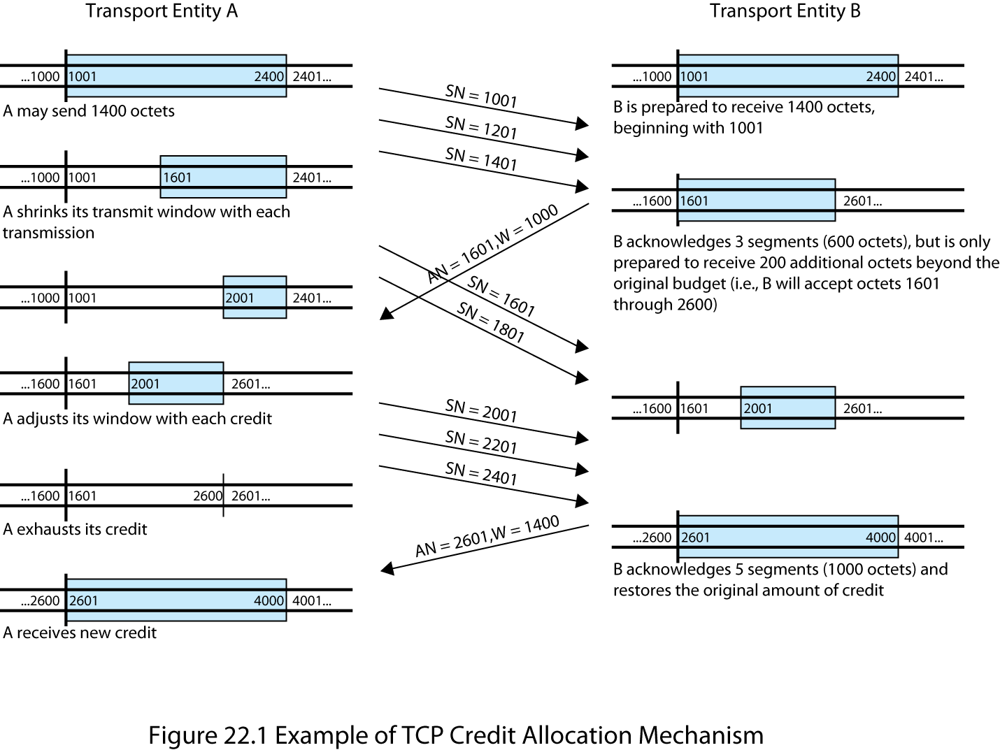 Transport Entity A
Transport Entity B
...1000 1001 2400 2401...
A may send 1400 octets
SN = 1001
SN = 1201
SN = 1401
...1000 1001 2400 2401...
B is prepared to receive 1400 octets,
beginning with 1001
...1000 1001 1601 2401...
A shrinks its transmit window with each
transmission
...1600 1601 2601...
B acknowledges 3 segments (600 octets), but is only
prepared to receive 200 additional octets beyond the
original budget (i.e., B will accept octets 1601
through 2600)
AN = 1601,W = 1000
SN = 1601
SN = 1801
...1000 1001 2001 2401...
...1600 1601 2001 2601...
A adjusts its window with each credit
SN = 2001
SN = 2201
SN = 2401
...1600 1601 2001 2601...
...1600 1601 2600 2601...
A exhausts its credit
AN = 2601,W = 1400
...2600 2601 4000 4001...
B acknowledges 5 segments (1000 octets) and
restores the original amount of credit
...2600 2601 4000 4001...
A receives new credit
Figure 22.1 Example of TCP Credit Allocation Mechanism